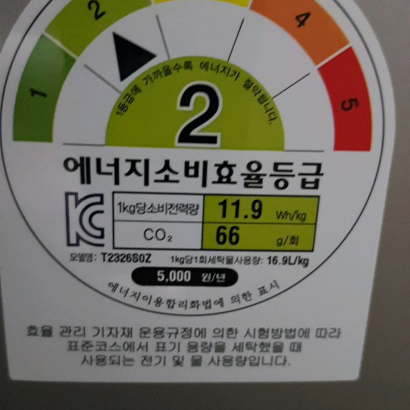 1
2
4
5
1등급에 가까울수록 에너지가 절약됩니다.
2
에너지소비효율등급
1kg당소비전력량 11.9 Wh/kg
CO₂ 66 g/회
모델명: T2326S0Z 1kg당1회세탁물사용량: 16.9L/kg
5,000 원/년
에너지이용합리화법에 의한 표시
효율 관리 기자재 운용규정에 의한 시험방법에 따라
표준코스에서 표기 용량을 세탁했을 때
사용되는 전기 및 물 사용량입니다.